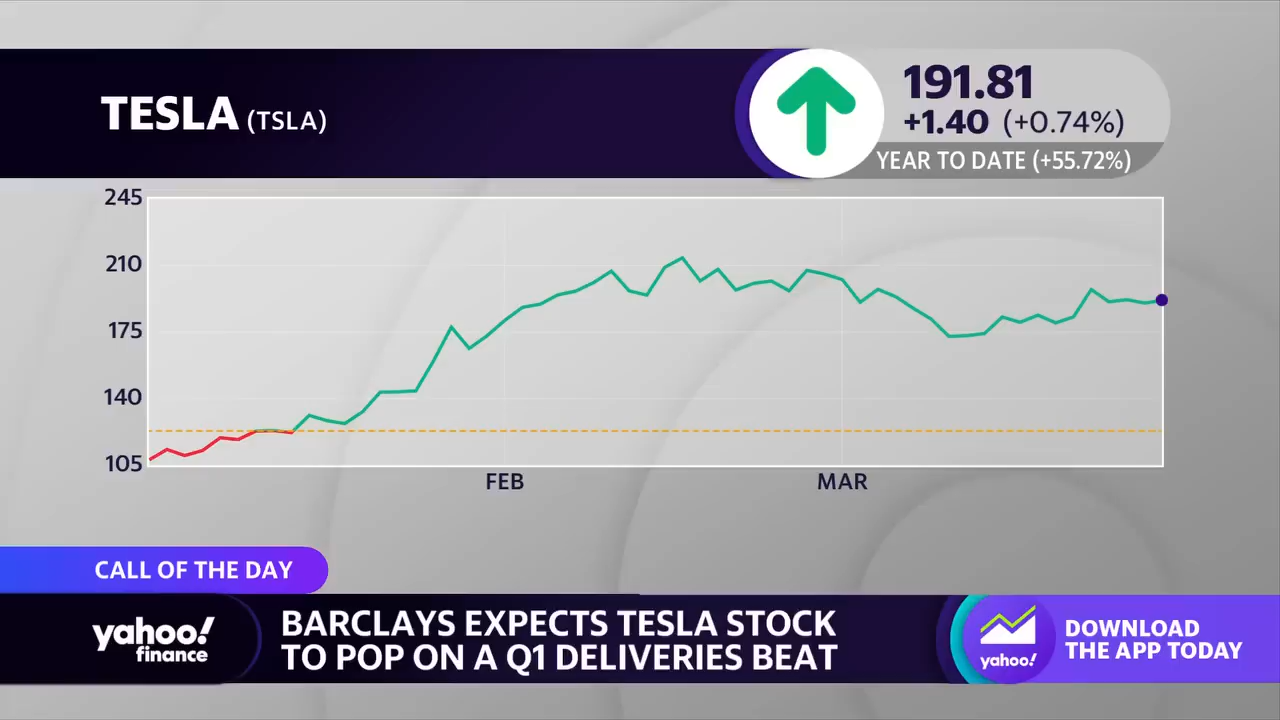 TESLA (TSLA)
191.81
+1.40 (+0.74%)
YEAR TO DATE (+55.72%)
245
210
175
140
105
FEB
MAR
CALL OF THE DAY
yahoo!
finance
BARCLAYS EXPECTS TESLA STOCK
TO POP ON A Q1 DELIVERIES BEAT
yahoo!
DOWNLOAD
THE APP TODAY